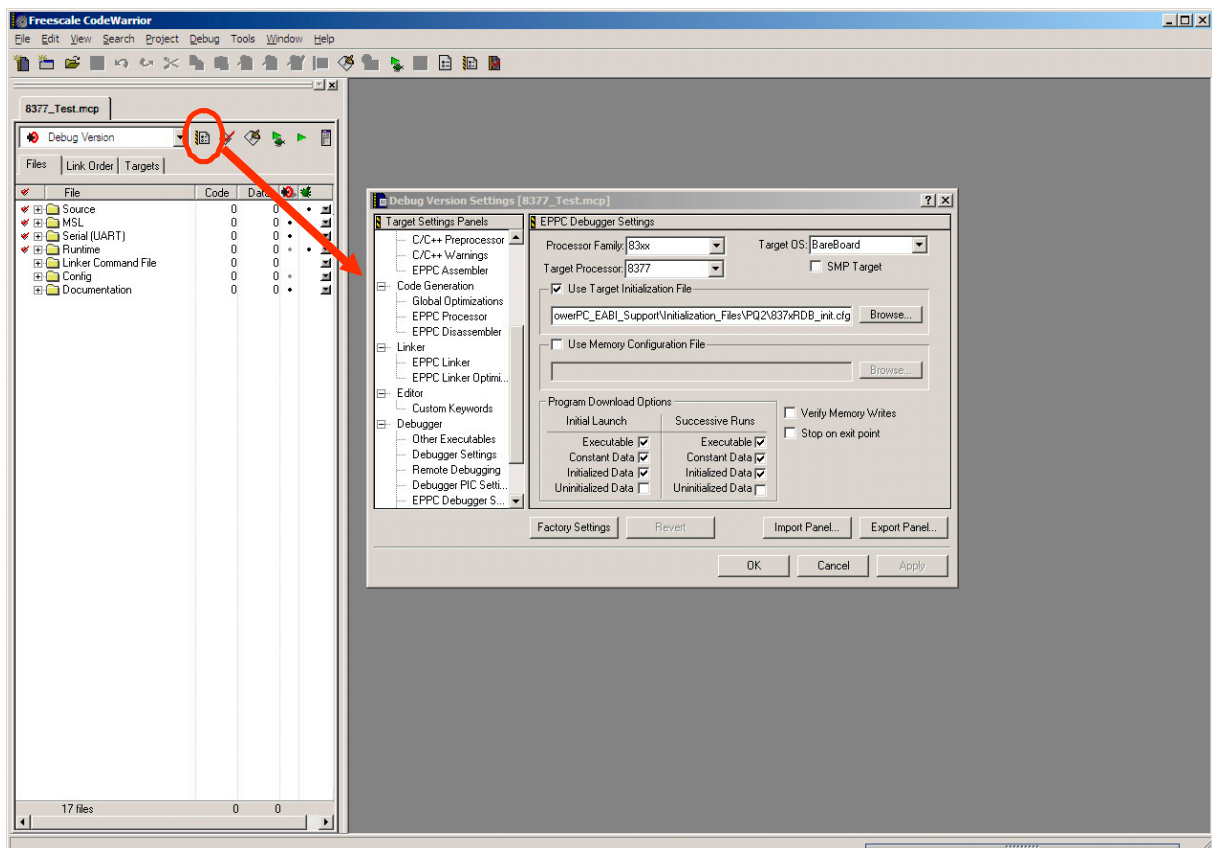 Freescale CodeWarrior
File Edit View Search Project Debug Tools Window Help
8377_Test.mcp
Debug Version
Files Link Order Targets
File Code Data
Source 0 0
MSL 0 0
Serial (UART) 0 0
Runtime 0 0
Linker Command File 0 0
Config 0 0
Documentation 0 0
17 files 0 0
Debug Version Settings [8377_Test.mcp]
Target Settings Panels
C/C++ Preprocessor
C/C++ Warnings
EPPC Assembler
Code Generation
Global Optimizations
EPPC Processor
EPPC Disassembler
Linker
EPPC Linker
EPPC Linker Optimi...
Editor
Custom Keywords
Debugger
Other Executables
Debugger Settings
Remote Debugging
Debugger PIC Setti...
EPPC Debugger S...
EPPC Debugger Settings
Processor Family: 83xx Target OS: BareBoard
Target Processor: 8377 SMP Target
Use Target Initialization File
owerPC_EABI_Support\Initialization_Files\PQ2\837xRDB_init.cfg Browse...
Use Memory Configuration File
Browse...
Program Download Options
Initial Launch Successive Runs
Executable Executable
Constant Data Constant Data
Initialized Data Initialized Data
Uninitialized Data Uninitialized Data
Verify Memory Writes
Stop on exit point
Factory Settings Revert Import Panel... Export Panel...
OK Cancel Apply